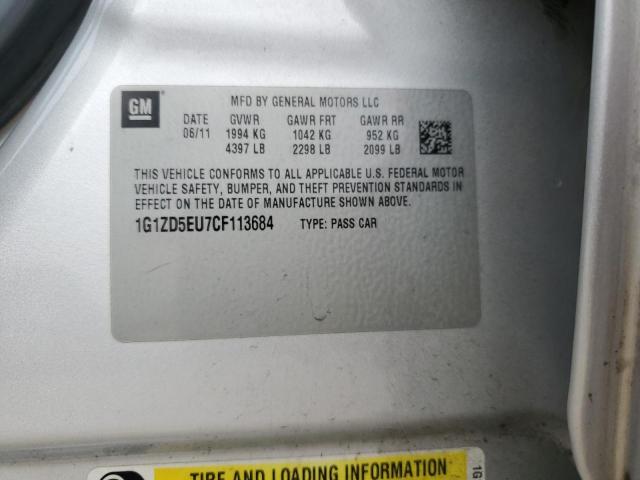 GM
MFD BY GENERAL MOTORS LLC
DATE GVWR GAWR FRT GAWR RR
06/11 1994 KG 1042 KG 952 KG
4397 LB 2298 LB 2099 LB
THIS VEHICLE CONFORMS TO ALL APPLICABLE U.S. FEDERAL MOTOR
VEHICLE SAFETY, BUMPER, AND THEFT PREVENTION STANDARDS IN
EFFECT ON THE DATE OF MANUFACTURE SHOWN ABOVE.
1G1ZD5EU7CF113684 TYPE: PASS CAR
TIRE AND LOADING INFORMATION
1G